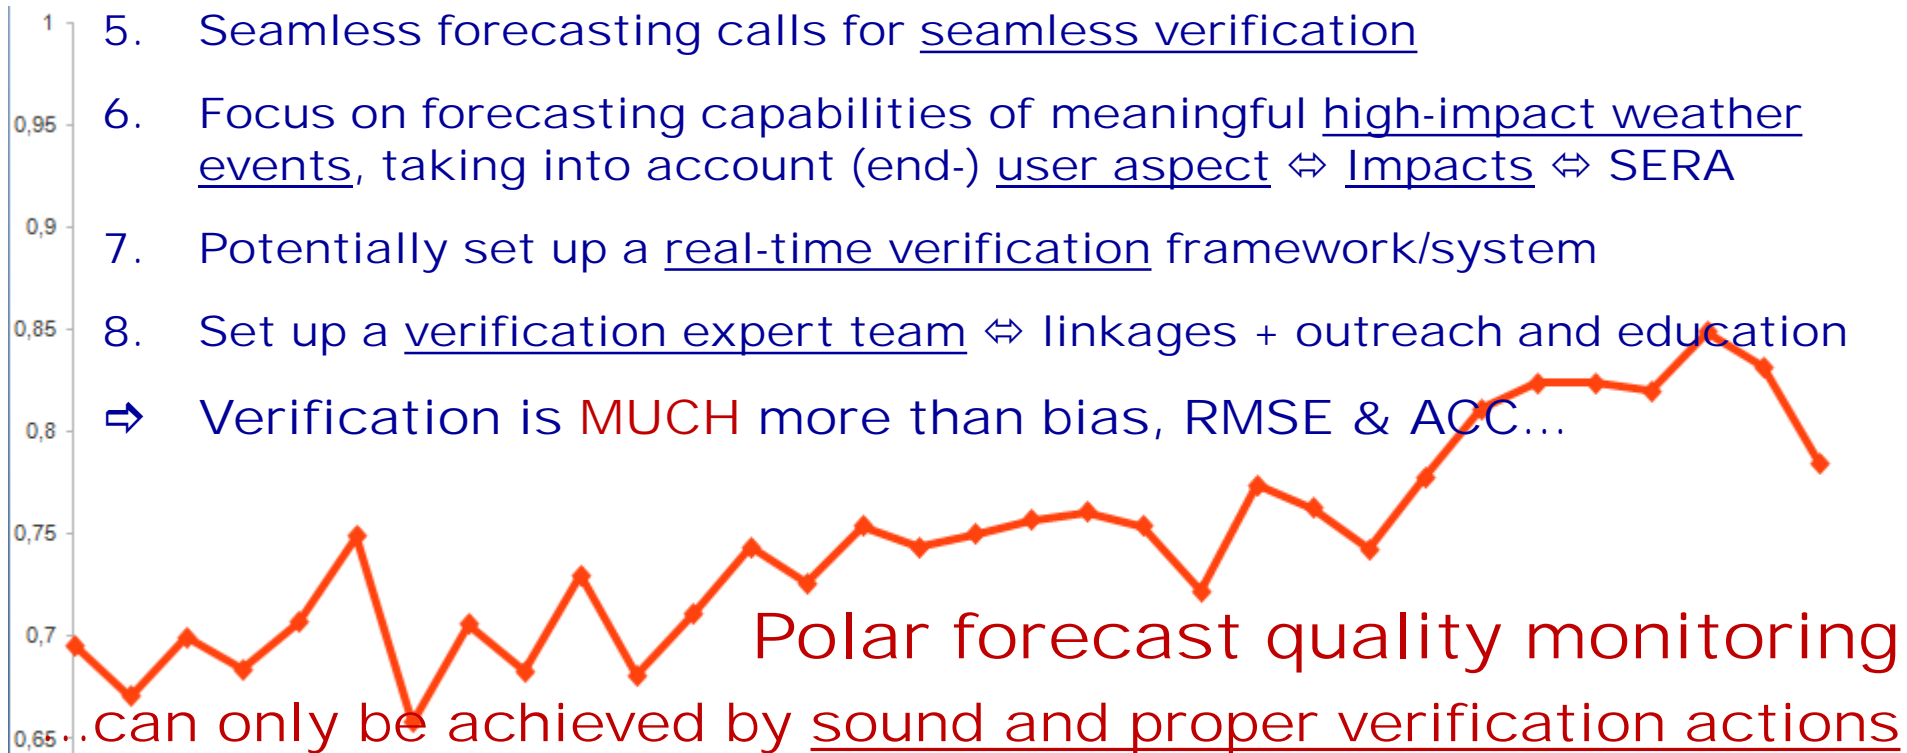 1
5. Seamless forecasting calls for seamless verification
0,95
6. Focus on forecasting capabilities of meaningful high-impact weather
events, taking into account (end-) user aspect ⬄ Impacts ⬄ SERA
0,9
7. Potentially set up a real-time verification framework/system
0,85
8. Set up a verification expert team ⬄ linkages + outreach and education
0,8
⇨ Verification is MUCH more than bias, RMSE & ACC...
0,75
0,7
Polar forecast quality monitoring
0,65
...can only be achieved by sound and proper verification actions